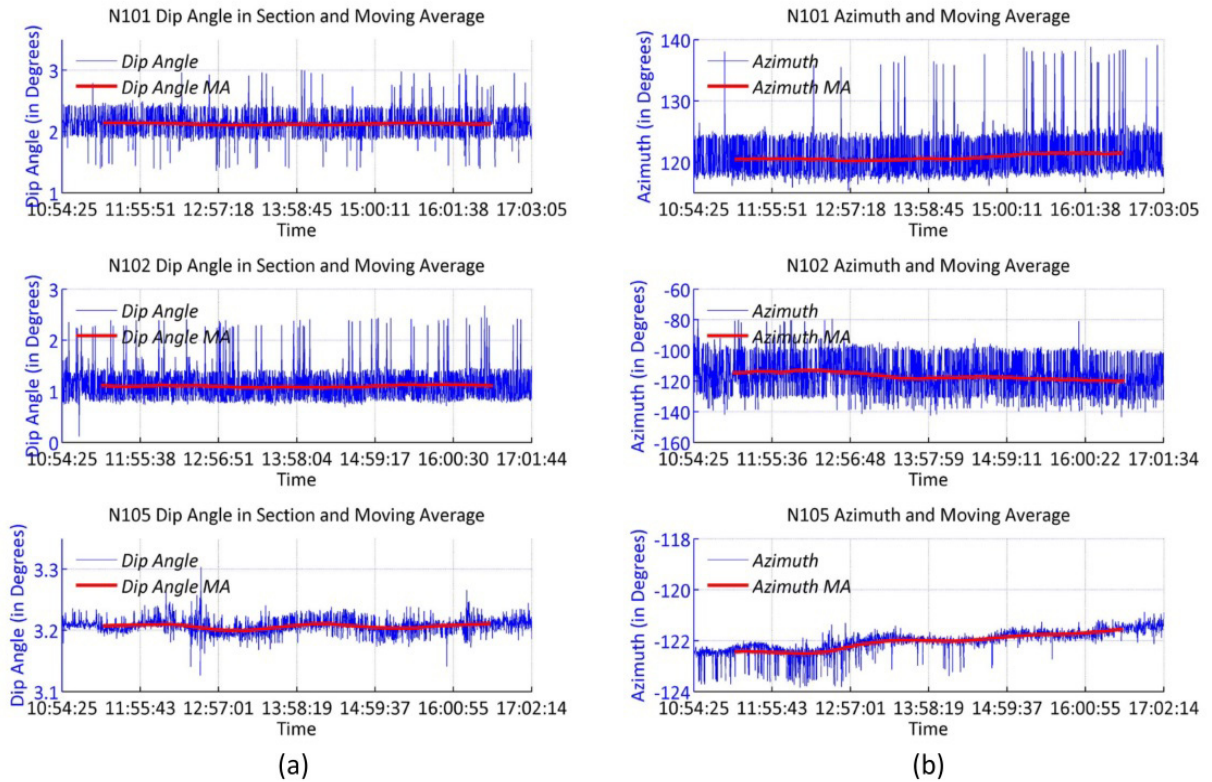 N101 Dip Angle in Section and Moving Average
Dip Angle (in Degrees)
3
2
1
Dip Angle
Dip Angle MA
10:54:25 11:55:51 12:57:18 13:58:45 15:00:11 16:01:38 17:03:05
Time
N101 Azimuth and Moving Average
Azimuth (in Degrees)
140
130
120
Azimuth
Azimuth MA
10:54:25 11:55:51 12:57:18 13:58:45 15:00:11 16:01:38 17:03:05
Time
N102 Dip Angle in Section and Moving Average
Dip Angle (in Degrees)
3
2
1
0
Dip Angle
Dip Angle MA
10:54:25 11:55:38 12:56:51 13:58:04 14:59:17 16:00:30 17:01:44
Time
N102 Azimuth and Moving Average
Azimuth (in Degrees)
-60
-80
-100
-120
-140
-160
Azimuth
Azimuth MA
10:54:25 11:55:36 12:56:48 13:57:59 14:59:11 16:00:22 17:01:34
Time
N105 Dip Angle in Section and Moving Average
Dip Angle (in Degrees)
3.3
3.2
3.1
Dip Angle
Dip Angle MA
10:54:25 11:55:43 12:57:01 13:58:19 14:59:37 16:00:55 17:02:14
Time
N105 Azimuth and Moving Average
Azimuth (in Degrees)
-118
-120
-122
-124
Azimuth
Azimuth MA
10:54:25 11:55:43 12:57:01 13:58:19 14:59:37 16:00:55 17:02:14
Time
(a)
(b)